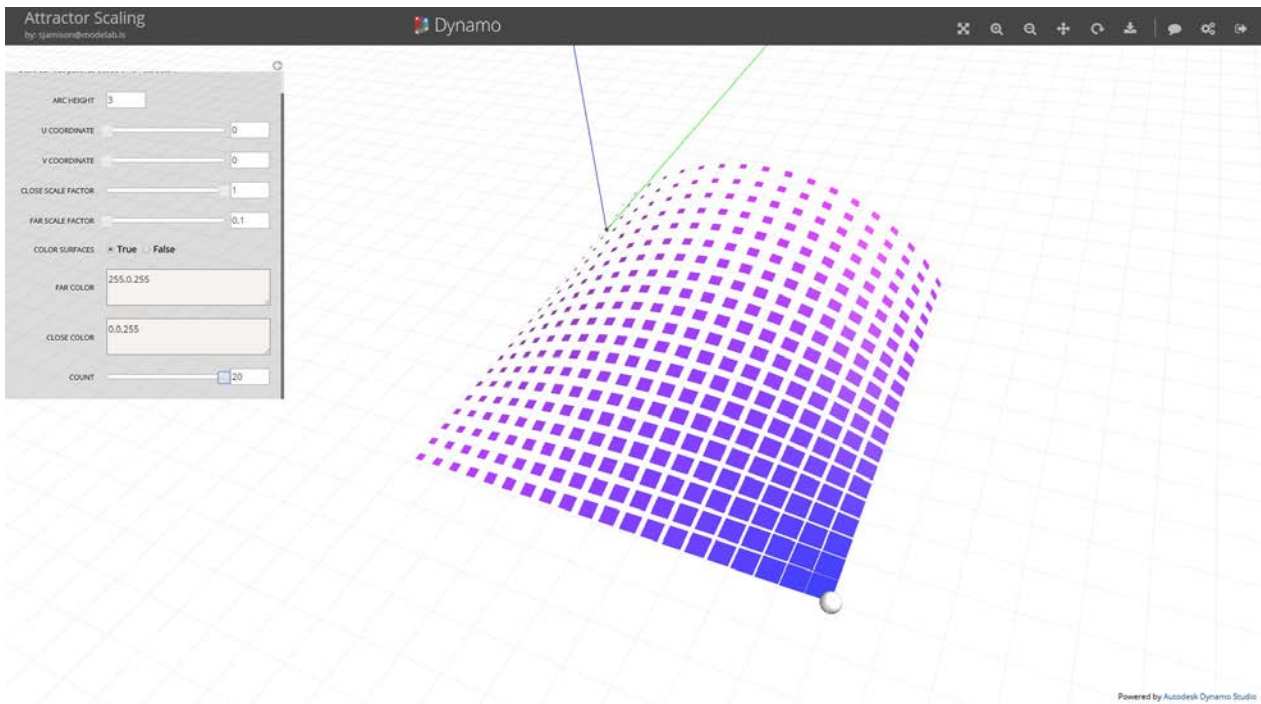 Attractor Scaling
by: sjamison@modelab.is
Dynamo
ARC HEIGHT 3
U COORDINATE 0
V COORDINATE 0
CLOSE SCALE FACTOR 1
FAR SCALE FACTOR 0.1
COLOR SURFACES True False
FAR COLOR 255,0,255
CLOSE COLOR 0,0,255
COUNT 20
Powered by Autodesk Dynamo Studio